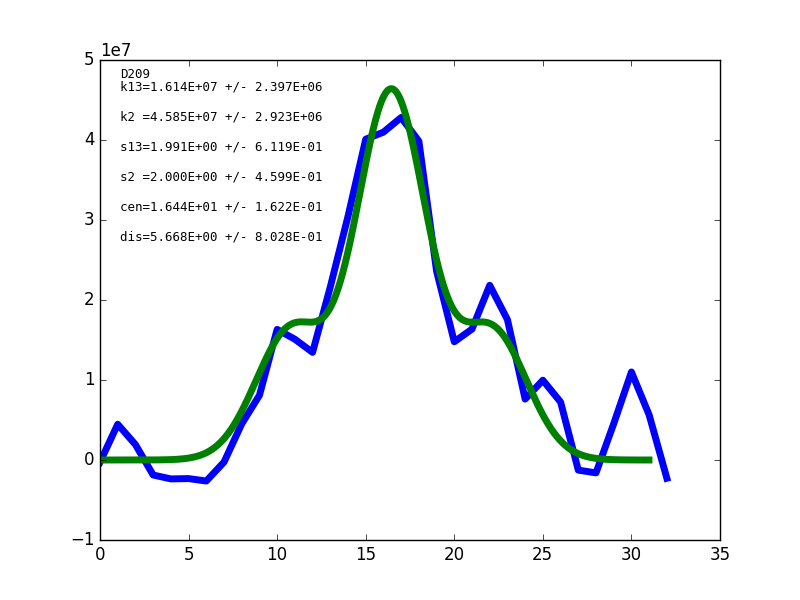 1e7
5
4
3
2
1
0
−1
D209
k13=1.614E+07 +/- 2.397E+06
k2 =4.585E+07 +/- 2.923E+06
s13=1.991E+00 +/- 6.119E-01
s2 =2.000E+00 +/- 4.599E-01
cen=1.644E+01 +/- 1.622E-01
dis=5.668E+00 +/- 8.028E-01
0 5 10 15 20 25 30 35